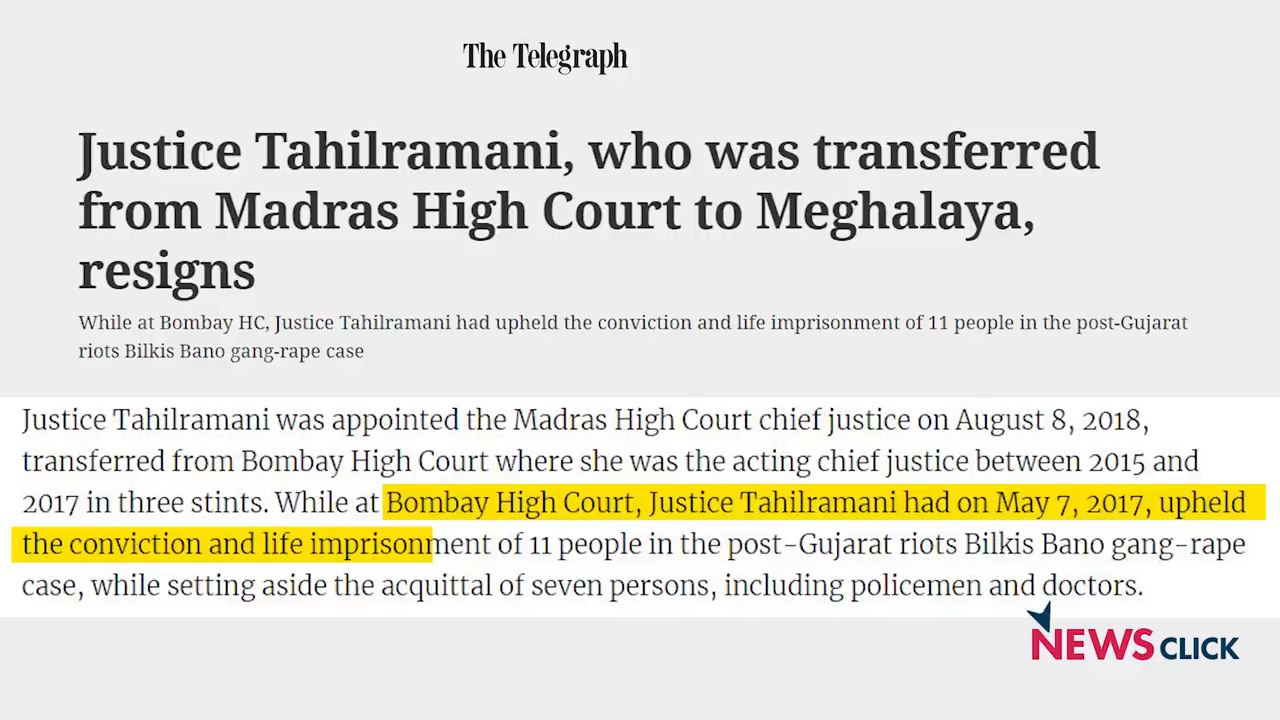 The Telegraph
Justice Tahilramani, who was transferred
from Madras High Court to Meghalaya,
resigns
While at Bombay HC, Justice Tahilramani had upheld the conviction and life imprisonment of 11 people in the post-Gujarat
riots Bilkis Bano gang-rape case
Justice Tahilramani was appointed the Madras High Court chief justice on August 8, 2018,
transferred from Bombay High Court where she was the acting chief justice between 2015 and
2017 in three stints. While at Bombay High Court, Justice Tahilramani had on May 7, 2017, upheld
the conviction and life imprisonment of 11 people in the post-Gujarat riots Bilkis Bano gang-rape
case, while setting aside the acquittal of seven persons, including policemen and doctors.
NEWSCLICK